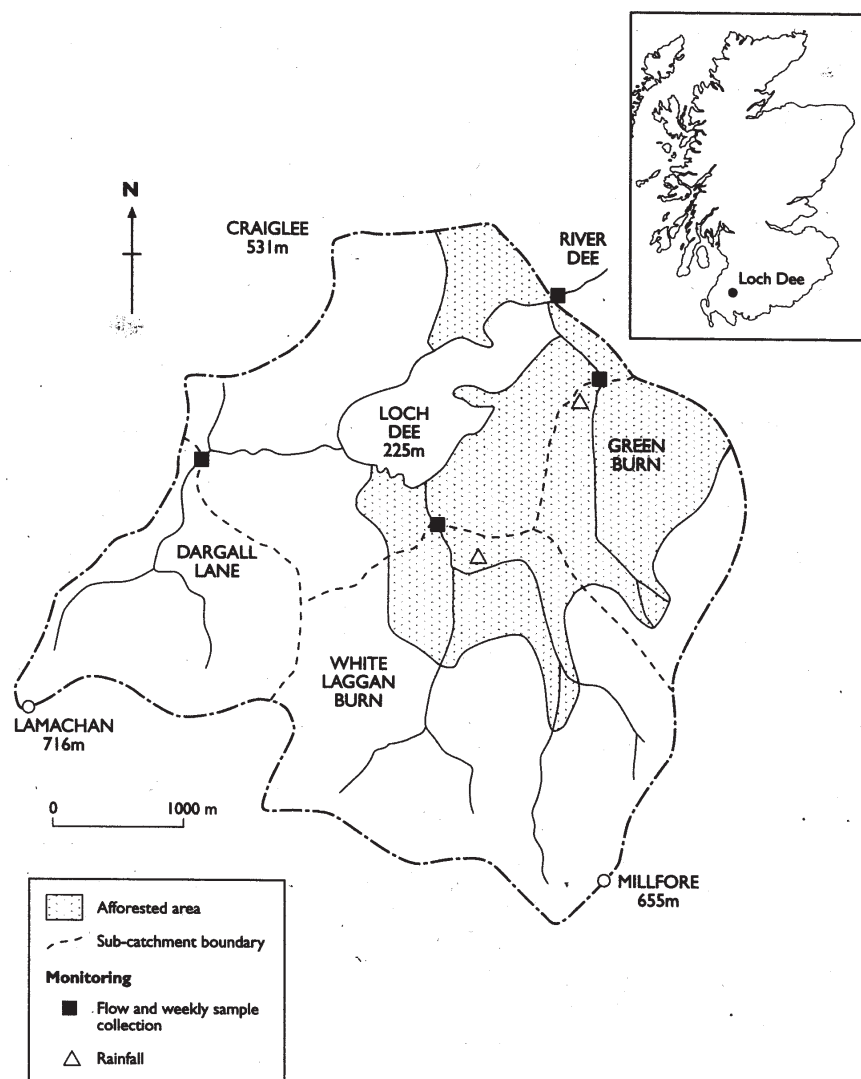 N
CRAIGLEE
531m
RIVER
DEE
Loch Dee
LOCH
DEE
225m
GREEN
BURN
DARGALL
LANE
WHITE
LAGGAN
BURN
LAMACHAN
716m
0 1000 m
MILLFORE
655m
Afforested area
Sub-catchment boundary
Monitoring
Flow and weekly sample
collection
Rainfall